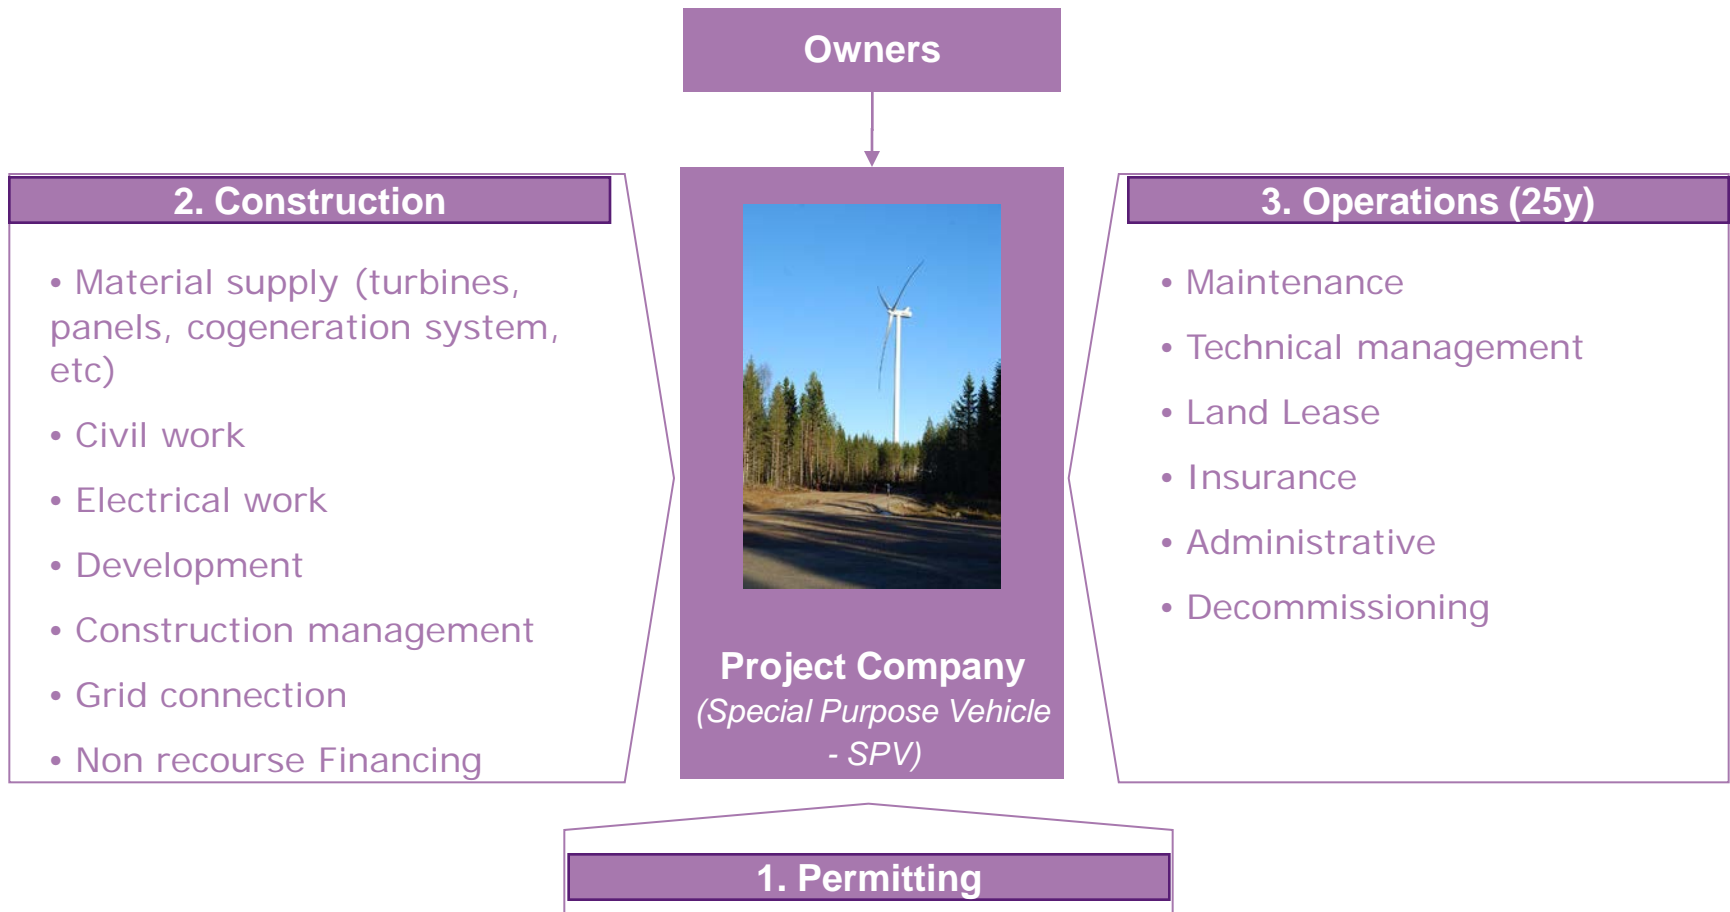 Owners
2. Construction
• Material supply (turbines,
panels, cogeneration system,
etc)
• Civil work
• Electrical work
• Development
• Construction management
• Grid connection
• Non recourse Financing
Project Company
(Special Purpose Vehicle
- SPV)
3. Operations (25y)
• Maintenance
• Technical management
• Land Lease
• Insurance
• Administrative
• Decommissioning
1. Permitting